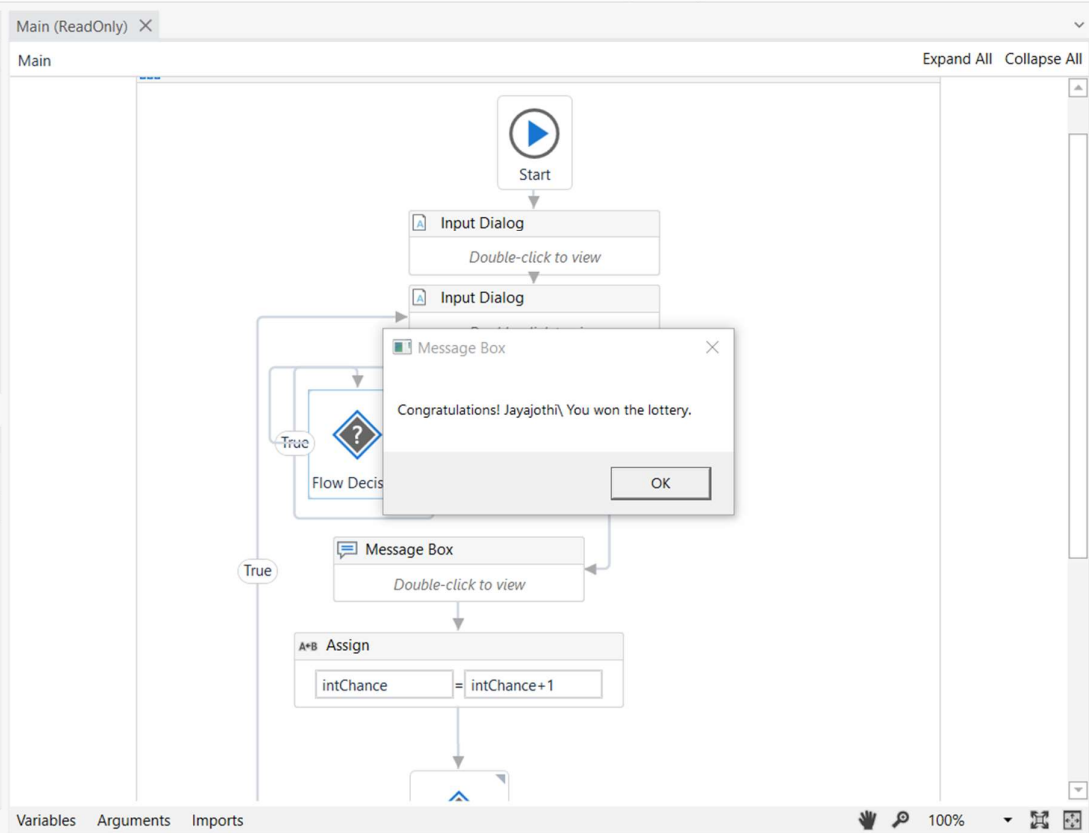 Main (ReadOnly)
Main
Expand All Collapse All
Start
Input Dialog
Double-click to view
Input Dialog
Message Box
Congratulations! Jayajothi\ You won the lottery.
True
OK
Flow Decis
Message Box
Double-click to view
True
A+B Assign
intChance = intChance+1
Variables Arguments Imports 100%